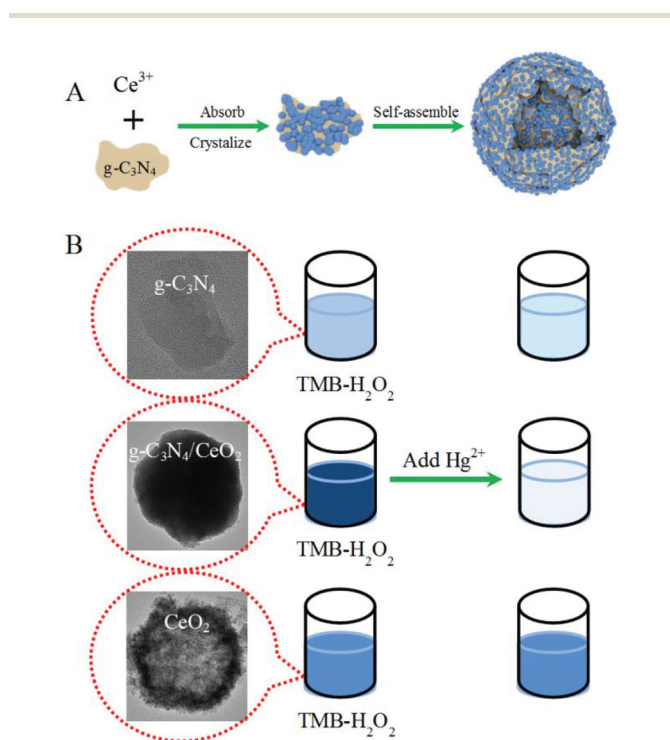 A
Ce³⁺
+
g-C₃N₄
Absorb
Crystalize
Self-assemble
B
g-C₃N₄
TMB-H₂O₂
g-C₃N₄/CeO₂
Add Hg²⁺
TMB-H₂O₂
CeO₂
TMB-H₂O₂